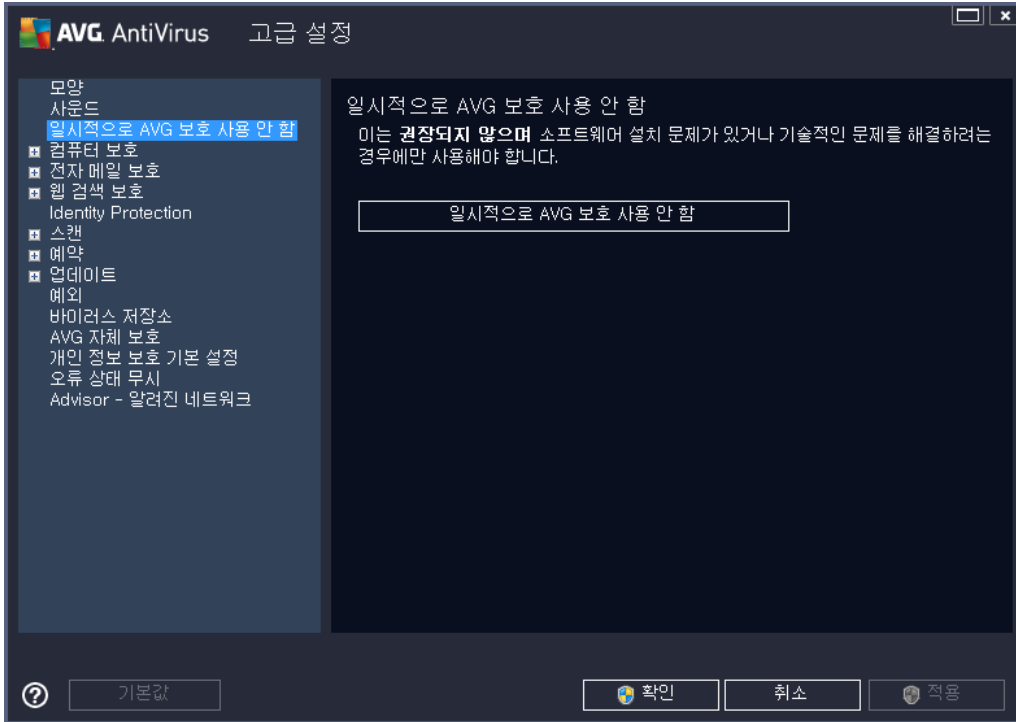 AVG. AntiVirus 고급 설정
모양
사운드
일시적으로 AVG 보호 사용 안 함
컴퓨터 보호
전자 메일 보호
웹 검색 보호
Identity Protection
스캔
예약
업데이트
예외
바이러스 저장소
AVG 자체 보호
개인 정보 보호 기본 설정
오류 상태 무시
Advisor - 알려진 네트워크
일시적으로 AVG 보호 사용 안 함
이는 권장되지 않으며 소프트웨어 설치 문제가 있거나 기술적인 문제를 해결하려는
경우에만 사용해야 합니다.
일시적으로 AVG 보호 사용 안 함
기본값
확인
취소
적용